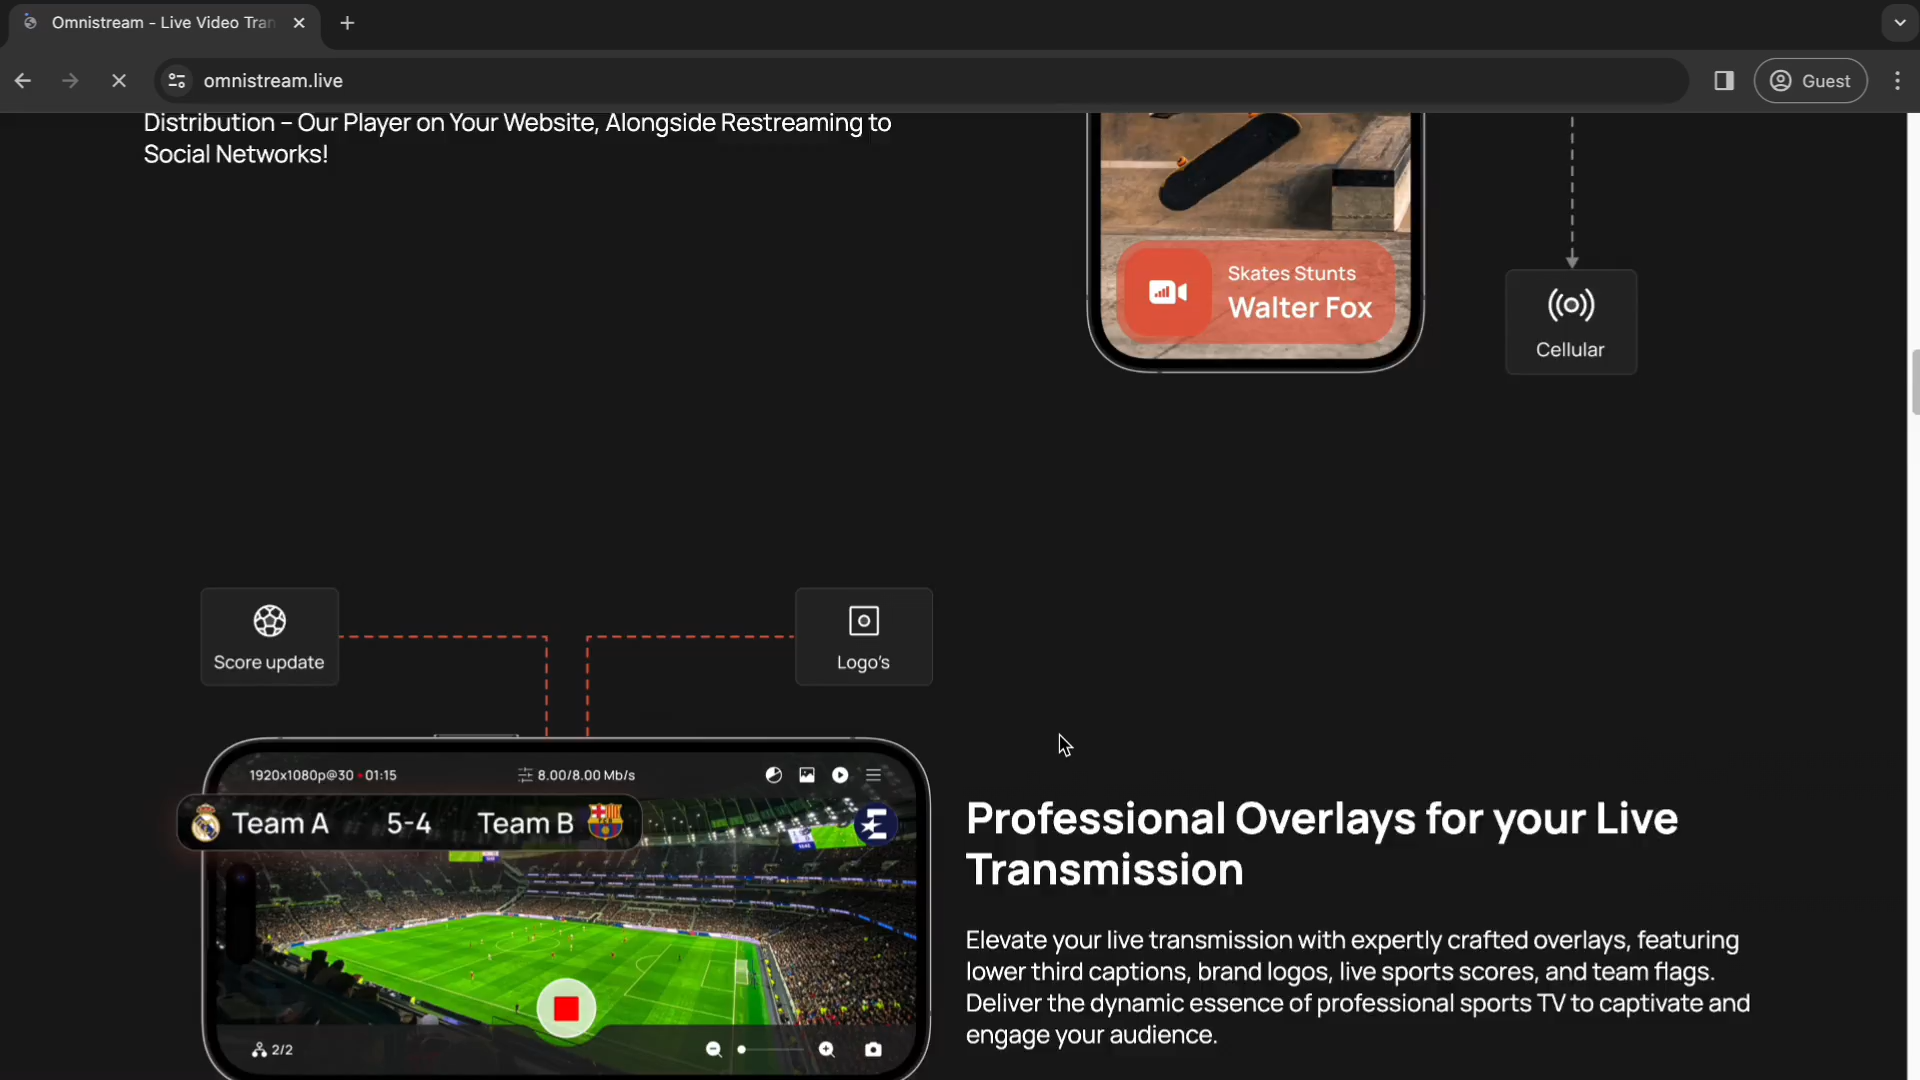 Omnistream - Live Video Tran
omnistream.live
Guest
Distribution – Our Player on Your Website, Alongside Restreaming to
Social Networks!
Skates Stunts
Walter Fox
Cellular
Score update
Logo's
1920x1080p@30 • 01:15
8.00/8.00 Mb/s
Team A 5-4 Team B
Professional Overlays for your Live
Transmission
Elevate your live transmission with expertly crafted overlays, featuring
lower third captions, brand logos, live sports scores, and team flags.
Deliver the dynamic essence of professional sports TV to captivate and
engage your audience.
2/2